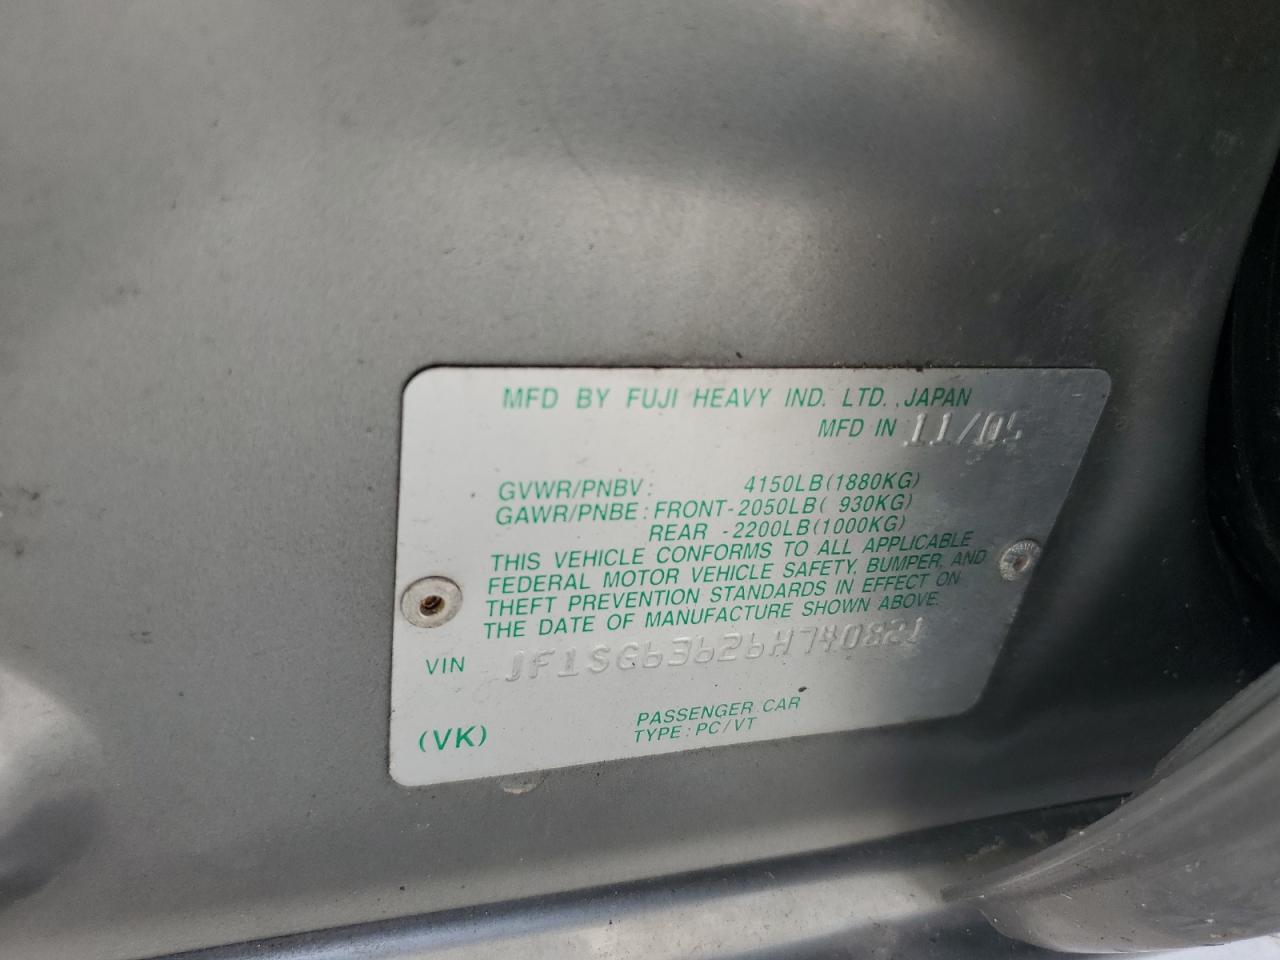 MFD BY FUJI HEAVY IND. LTD., JAPAN
MFD IN 11/05
GVWR/PNBV: 4150LB(1880KG)
GAWR/PNBE: FRONT-2050LB( 930KG)
REAR -2200LB(1000KG)
THIS VEHICLE CONFORMS TO ALL APPLICABLE
FEDERAL MOTOR VEHICLE SAFETY, BUMPER, AND
THEFT PREVENTION STANDARDS IN EFFECT ON
THE DATE OF MANUFACTURE SHOWN ABOVE.
VIN JF1SG63626H740821
(VK)
PASSENGER CAR
TYPE: PC/VT